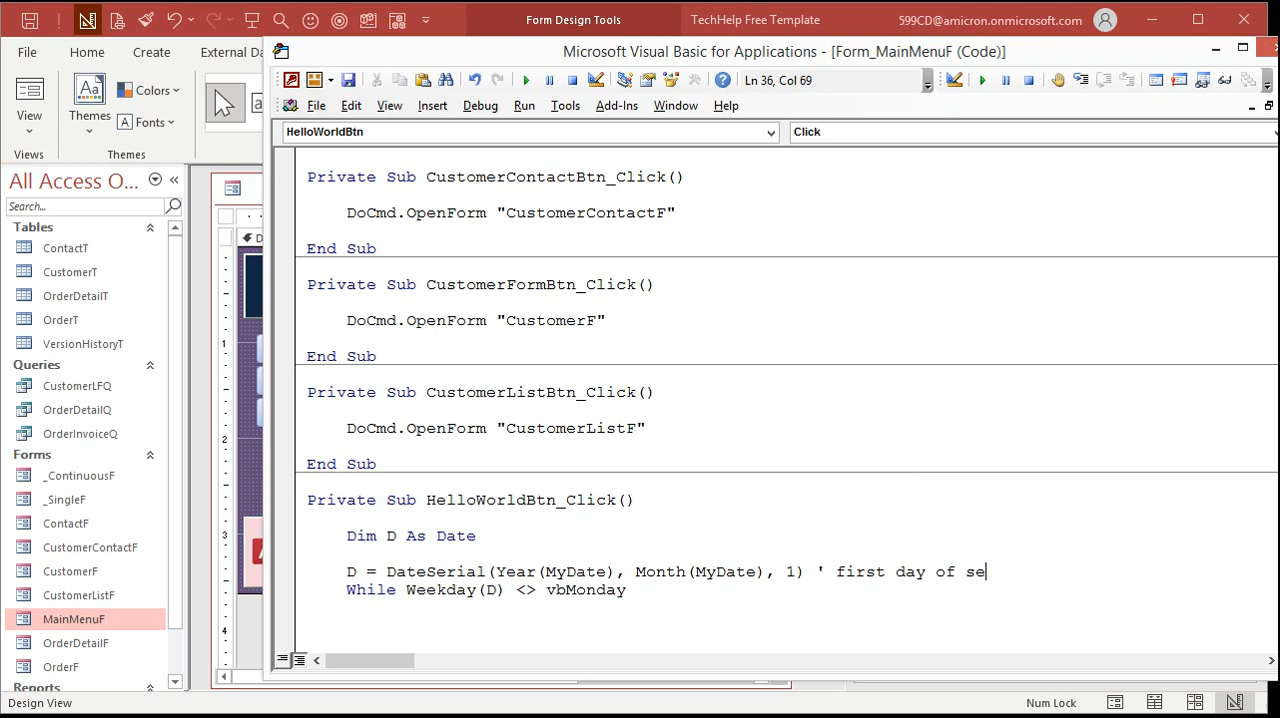 Form Design Tools
TechHelp Free Template
599CD@amicron.onmicrosoft.com
File
Home
Create
External Da
Microsoft Visual Basic for Applications - [Form_MainMenuF (Code)]
Ln 36, Col 69
File Edit View Insert Debug Run Tools Add-Ins Window Help
HelloWorldBtn
Click
View
Themes
Colors
Fonts
Views
Themes
All Access O...
Search...
Tables
ContactT
CustomerT
OrderDetailT
OrderT
VersionHistoryT
Queries
CustomerLFQ
OrderDetailQ
OrderInvoiceQ
Forms
_ContinuousF
_SingleF
ContactF
CustomerContactF
CustomerF
CustomerListF
MainMenuF
OrderDetailF
OrderF
Reports
D
1
2
3
4
Private Sub CustomerContactBtn_Click()
DoCmd.OpenForm "CustomerContactF"
End Sub
Private Sub CustomerFormBtn_Click()
DoCmd.OpenForm "CustomerF"
End Sub
Private Sub CustomerListBtn_Click()
DoCmd.OpenForm "CustomerListF"
End Sub
Private Sub HelloWorldBtn_Click()
Dim D As Date
D = DateSerial(Year(MyDate), Month(MyDate), 1) ' first day of se
While Weekday(D) <> vbMonday
Design View
Num Lock